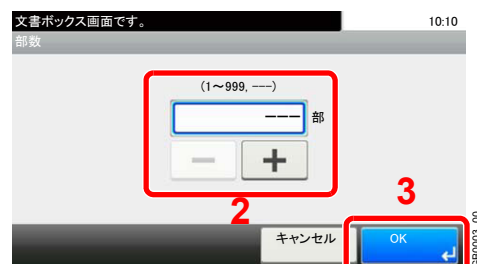 文書ボックス画面です。 10:10
部数
(1～999, ---)
--- 部
－ ＋
2
3
キャンセル OK
GB0003_00